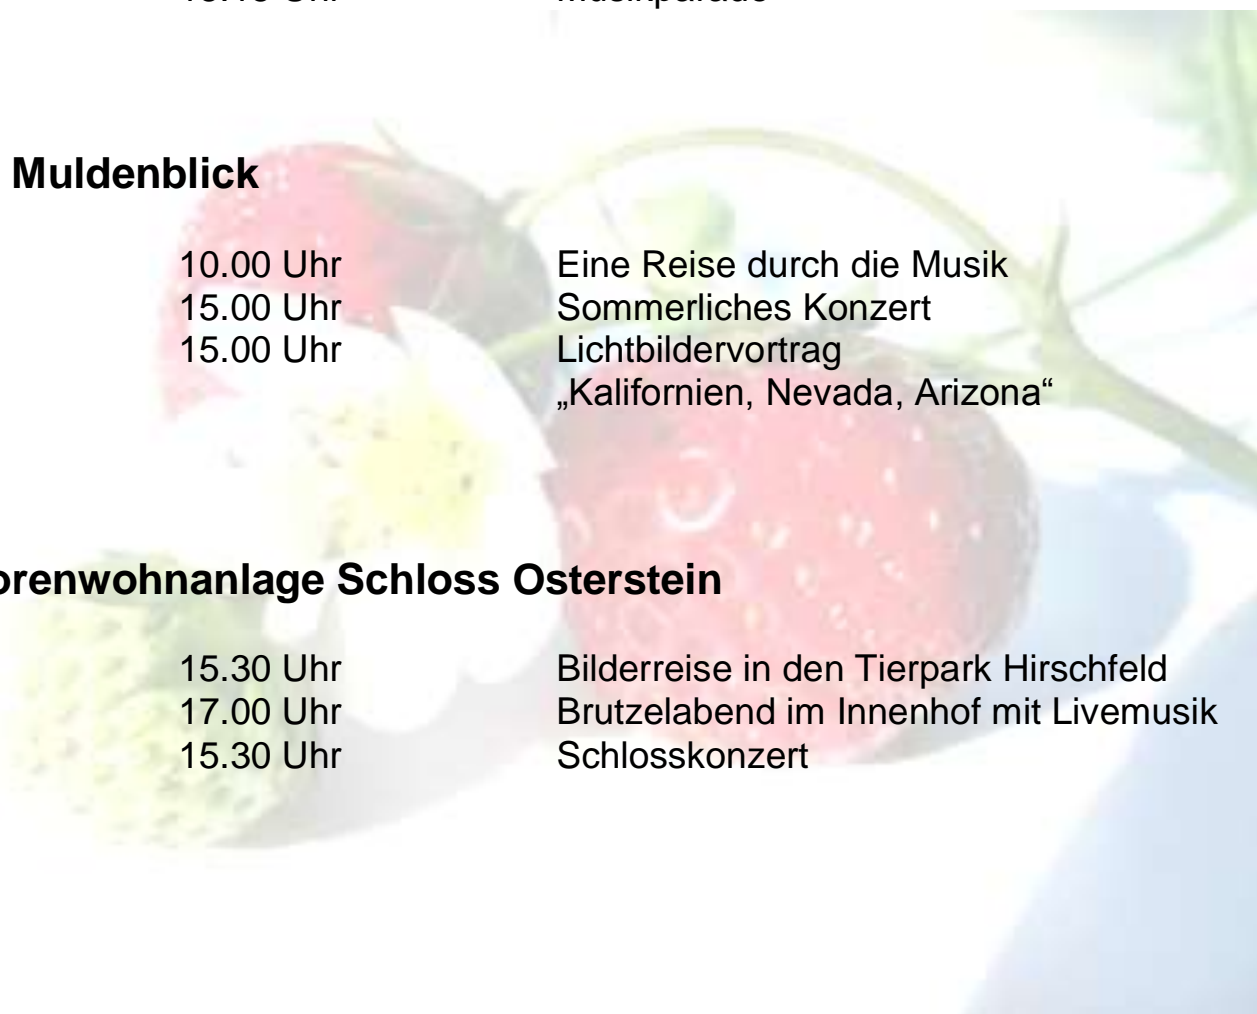 Muldenblick
10.00 Uhr Eine Reise durch die Musik
15.00 Uhr Sommerliches Konzert
15.00 Uhr Lichtbildervortrag
„Kalifornien, Nevada, Arizona“
orenwohnanlage Schloss Osterstein
15.30 Uhr Bilderreise in den Tierpark Hirschfeld
17.00 Uhr Brutzelabend im Innenhof mit Livemusik
15.30 Uhr Schlosskonzert